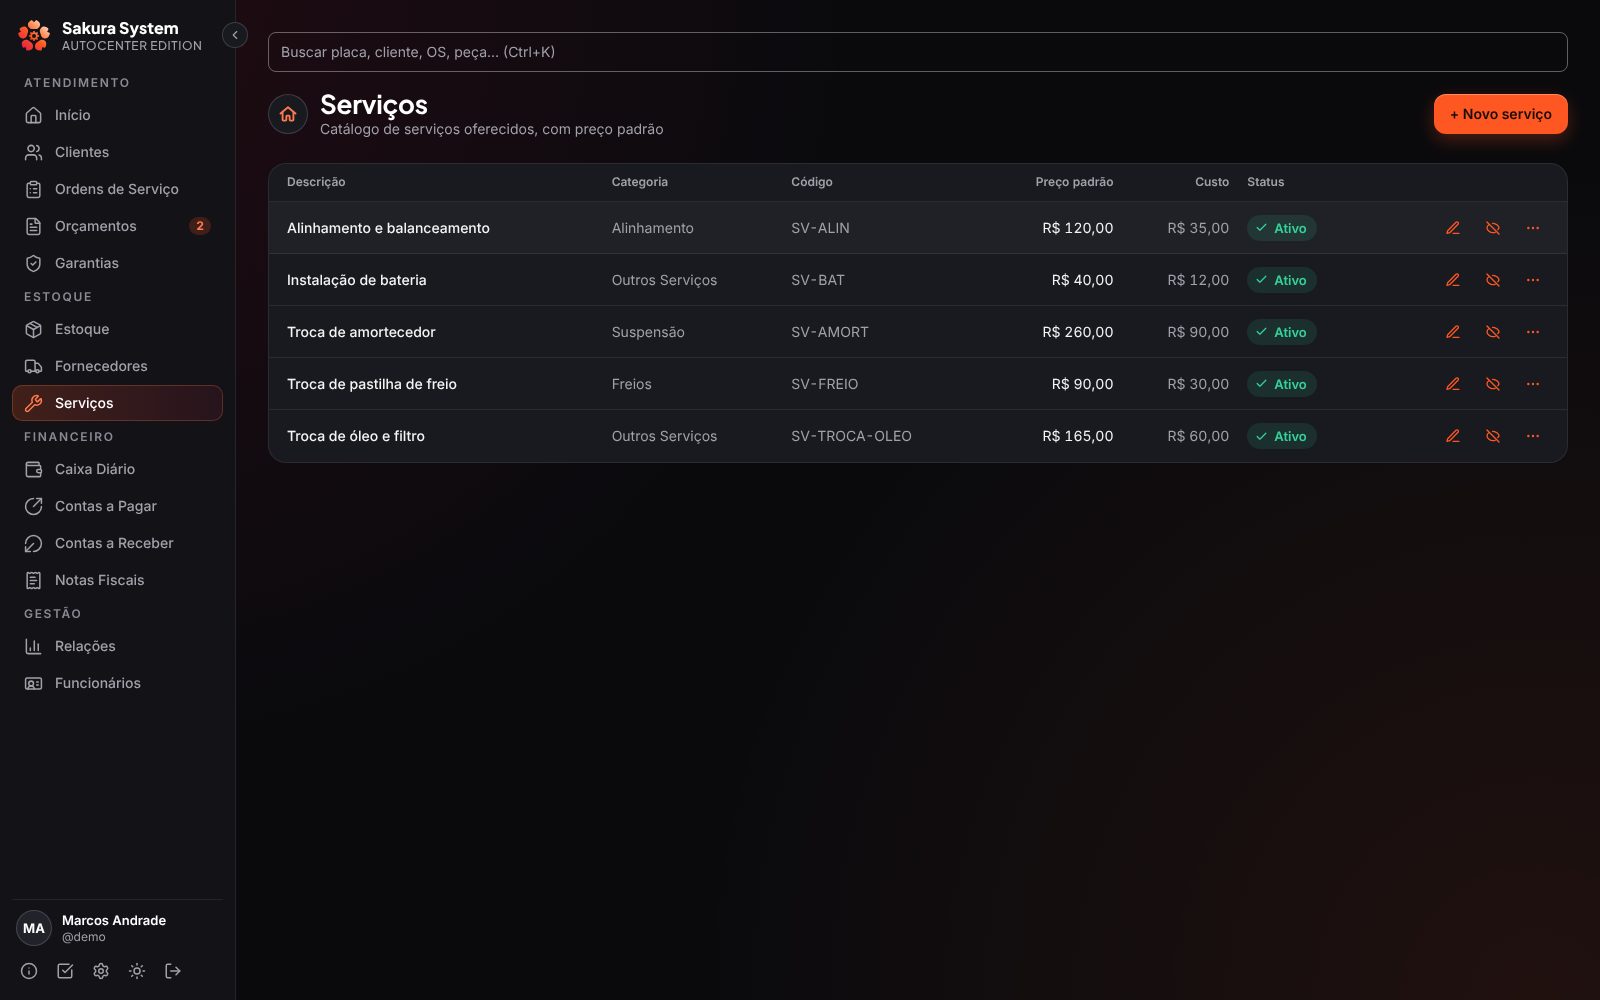 Sakura System
AUTOCENTER EDITION
ATENDIMENTO
Início
Clientes
Ordens de Serviço
Orçamentos 2
Garantias
ESTOQUE
Estoque
Fornecedores
Serviços
FINANCEIRO
Caixa Diário
Contas a Pagar
Contas a Receber
Notas Fiscais
GESTÃO
Relações
Funcionários
MA
Marcos Andrade
@demo
Buscar placa, cliente, OS, peça... (Ctrl+K)
Serviços
Catálogo de serviços oferecidos, com preço padrão
+ Novo serviço
Descrição Categoria Código Preço padrão Custo Status
Alinhamento e balanceamento Alinhamento SV-ALIN R$ 120,00 R$ 35,00 Ativo
Instalação de bateria Outros Serviços SV-BAT R$ 40,00 R$ 12,00 Ativo
Troca de amortecedor Suspensão SV-AMORT R$ 260,00 R$ 90,00 Ativo
Troca de pastilha de freio Freios SV-FREIO R$ 90,00 R$ 30,00 Ativo
Troca de óleo e filtro Outros Serviços SV-TROCA-OLEO R$ 165,00 R$ 60,00 Ativo